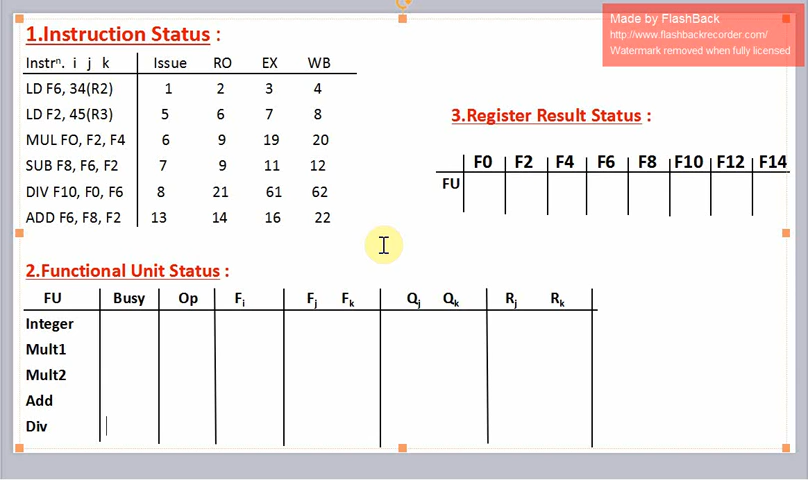 Made by FlashBack
http://www.flashbackrecorder.com/
Watermark removed when fully licensed
1.Instruction Status :
Instrⁿ. i j k Issue RO EX WB
LD F6, 34(R2) 1 2 3 4
LD F2, 45(R3) 5 6 7 8
MUL FO, F2, F4 6 9 19 20
SUB F8, F6, F2 7 9 11 12
DIV F10, F0, F6 8 21 61 62
ADD F6, F8, F2 13 14 16 22
3.Register Result Status :
F0 F2 F4 F6 F8 F10 F12 F14
FU
2.Functional Unit Status :
FU Busy Op Fi Fj Fk Qj Qk Rj Rk
Integer
Mult1
Mult2
Add
Div